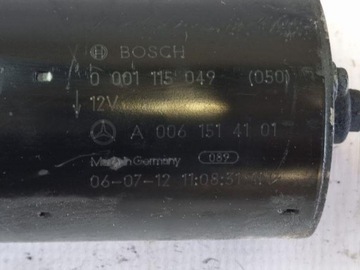 BOSCH
0 001 115 049 (050)
12V
A 006 151 41 01
Made in Germany 089
06-07-12 11:08:31